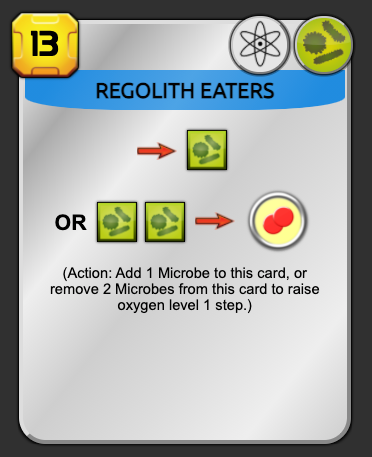 13
REGOLITH EATERS
OR
(Action: Add 1 Microbe to this card, or
remove 2 Microbes from this card to raise
oxygen level 1 step.)